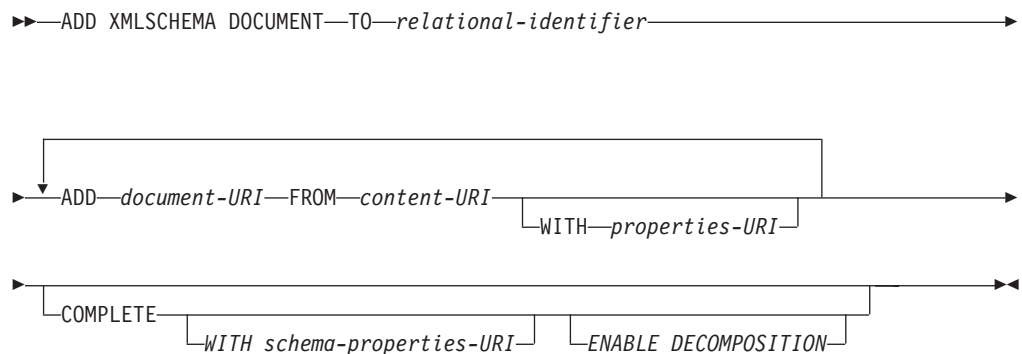 ADD XMLSCHEMA DOCUMENT TO relational-identifier
ADD document-URI FROM content-URI
WITH properties-URI
COMPLETE
WITH schema-properties-URI ENABLE DECOMPOSITION